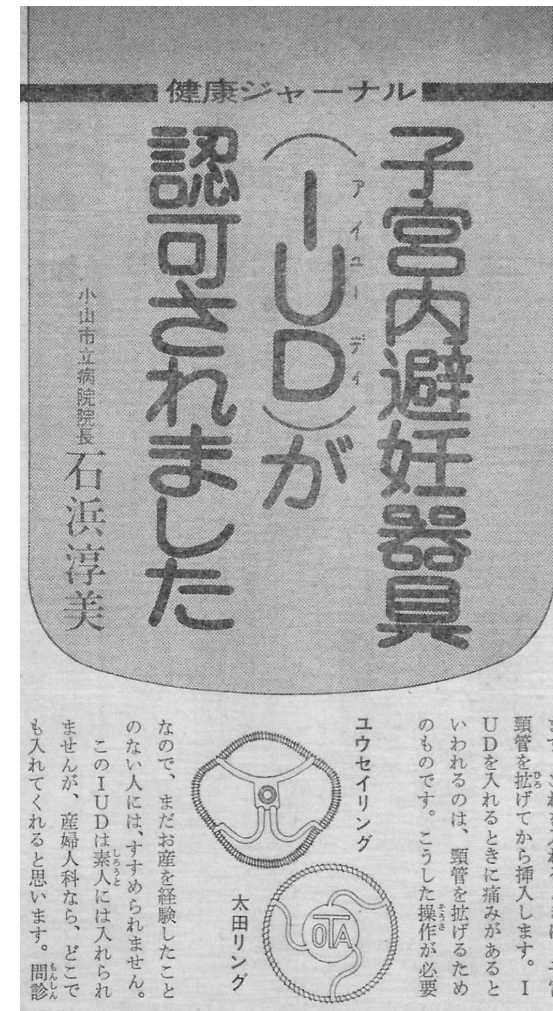 健康ジャーナル
子宮内避妊器具
（IUD）が
アイユーディ
認可されました
小山市立病院院長 石浜淳美
頸管を拡げてから挿入します。I
UDを入れるときに痛みがあると
いわれるのは、頸管を拡げるため
のものです。こうした操作が必要
ユウセイリング
太田リング
OTA
なので、まだお産を経験したこと
のない人には、すすめられません。
このIUDは素人には入れられ
ませんが、産婦人科なら、どこで
も入れてくれると思います。問診